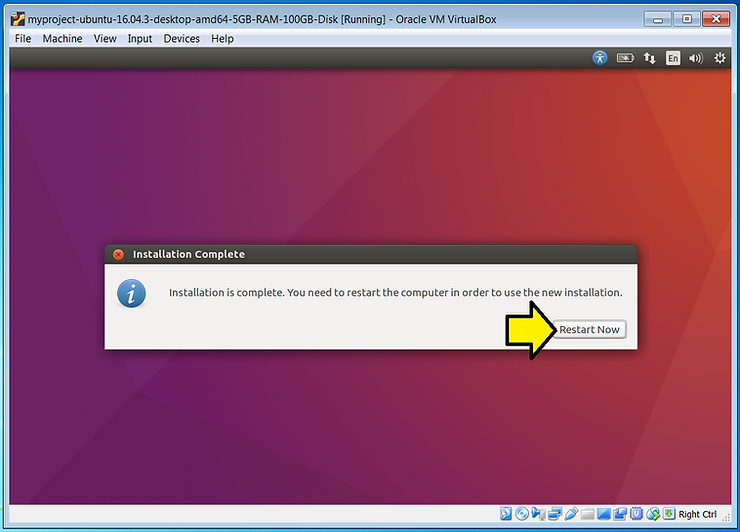 myproject-ubuntu-16.04.3-desktop-amd64-5GB-RAM-100GB-Disk [Running] - Oracle VM VirtualBox
File Machine View Input Devices Help
En
Installation Complete
Installation is complete. You need to restart the computer in order to use the new installation.
Restart Now
Right Ctrl